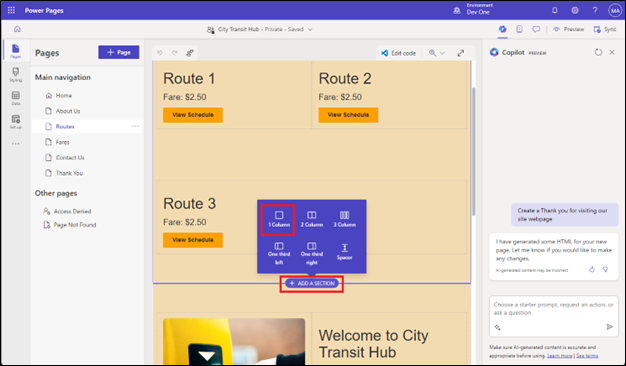 Power Pages
Environment
Dev One
MA
City Transit Hub - Private - Saved
Preview
Sync
Pages
Styling
Data
Set up
Pages
+ Page
Main navigation
Home
About Us
Routes
Fares
Contact Us
Thank You
Other pages
Access Denied
Page Not Found
Edit code
Route 1
Fare: $2.50
View Schedule
Route 2
Fare: $2.50
View Schedule
Route 3
Fare: $2.50
View Schedule
1 Column
2 Column
3 Column
One third
left
One third
right
Spacer
+ ADD A SECTION
Welcome to City
Transit Hub
Copilot PREVIEW
Create a Thank you for visiting our
site webpage
I have generated some HTML for your new
page. Let me know if you would like to make
any changes.
AI-generated content may be incorrect
Choose a starter prompt, request an action, or
ask a question
Make sure AI-generated content is accurate and
appropriate before using. Learn more | See terms